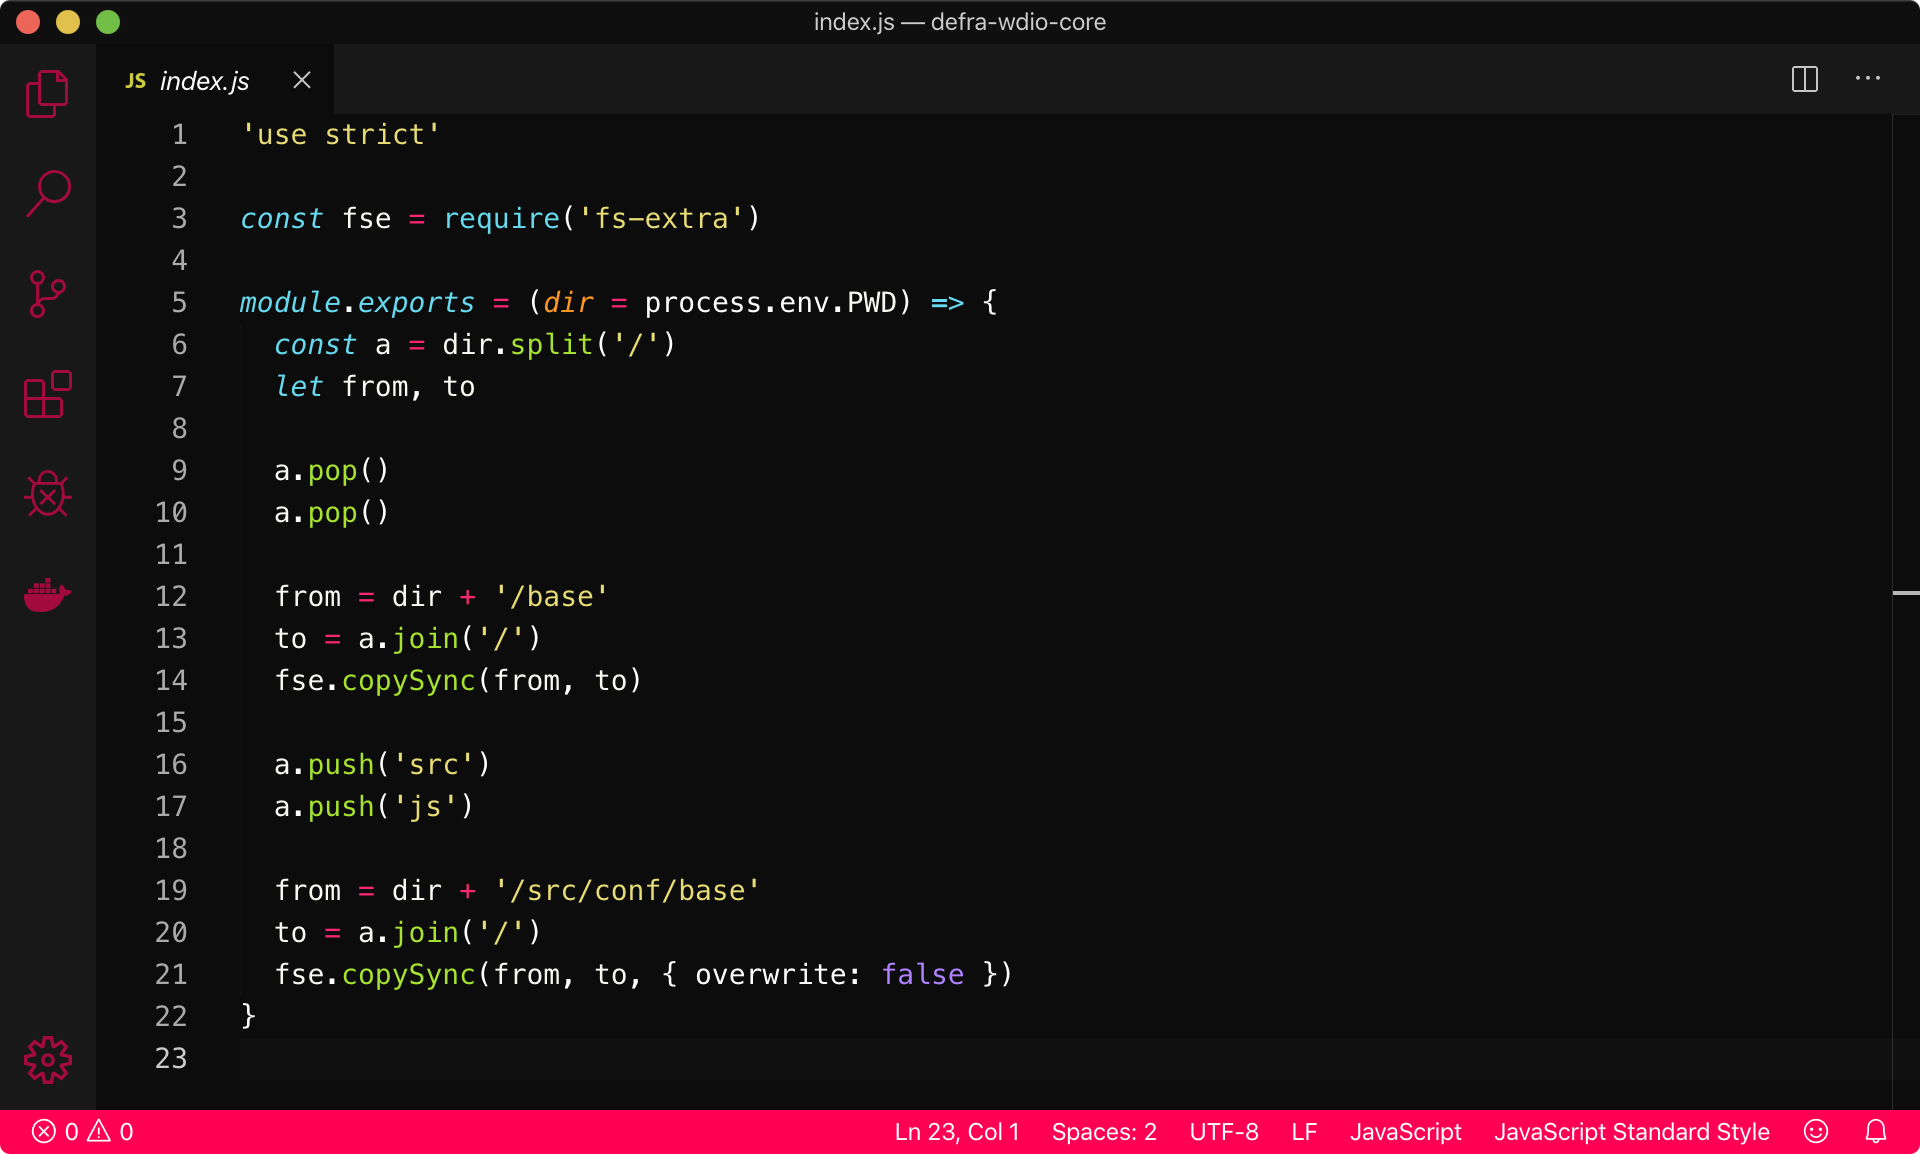 index.js — defra-wdio-core
JS index.js
1 'use strict'
2
3 const fse = require('fs-extra')
4
5 module.exports = (dir = process.env.PWD) => {
6   const a = dir.split('/')
7   let from, to
8
9   a.pop()
10   a.pop()
11
12   from = dir + '/base'
13   to = a.join('/')
14   fse.copySync(from, to)
15
16   a.push('src')
17   a.push('js')
18
19   from = dir + '/src/conf/base'
20   to = a.join('/')
21   fse.copySync(from, to, { overwrite: false })
22 }
23
0 0 Ln 23, Col 1 Spaces: 2 UTF-8 LF JavaScript JavaScript Standard Style